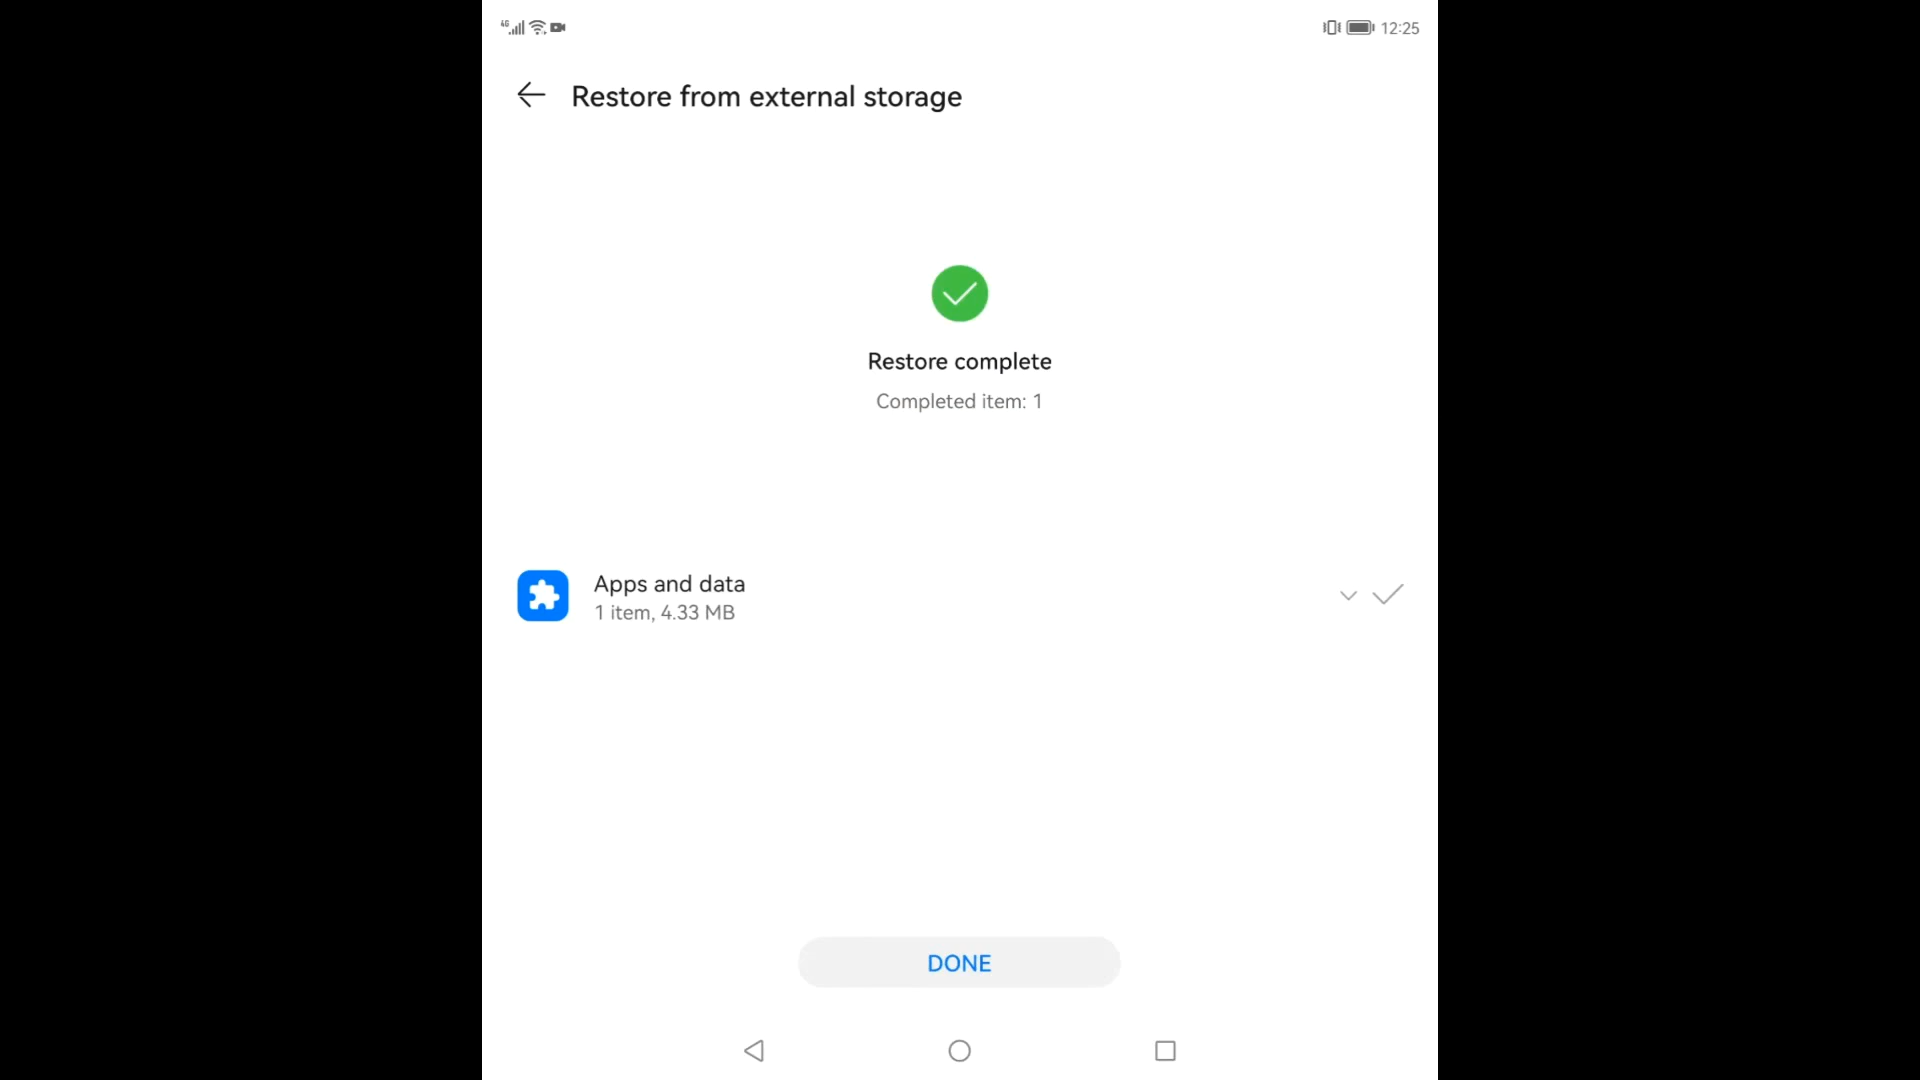 4G
12:25
Restore from external storage
Restore complete
Completed item: 1
Apps and data
1 item, 4.33 MB
DONE